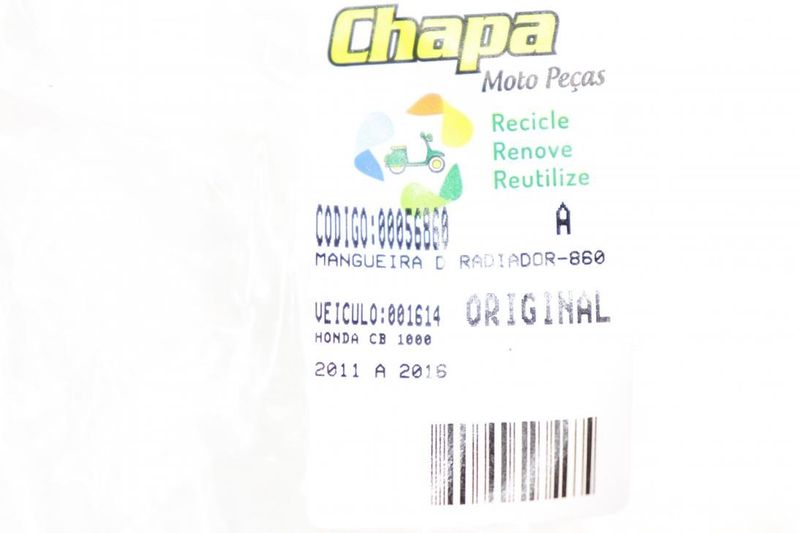 Chapa
Moto Peças
Recicle
Renove
Reutilize
CODIGO:00056860 A
MANGUEIRA D RADIADOR-860
VEICULO:001614 ORIGINAL
HONDA CB 1000
2011 A 2016